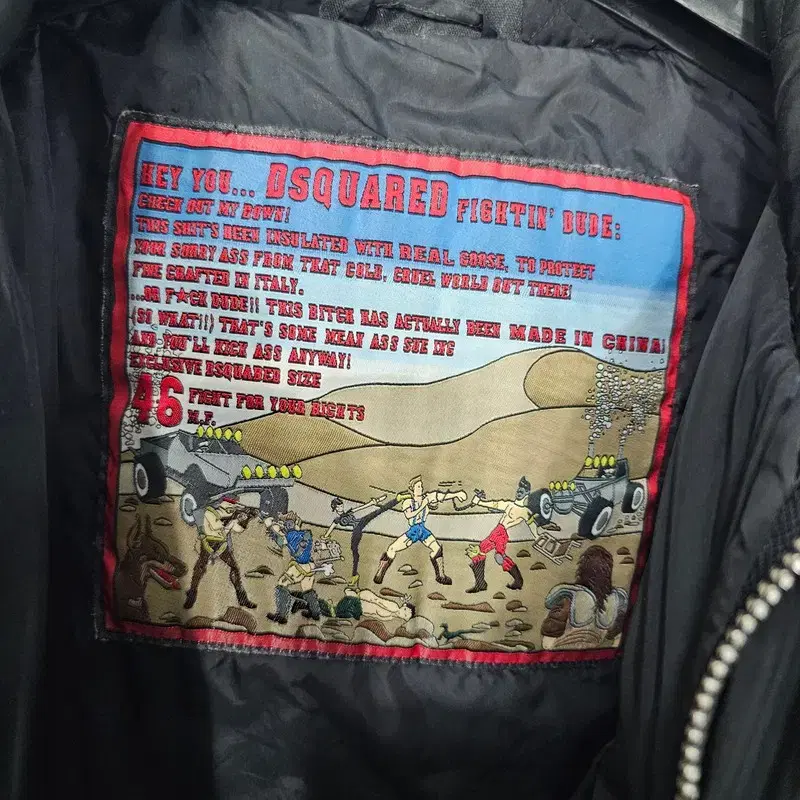 HEY YOU... DSQUARED FIGHTIN' DUDE:
CHECK OUT MY DOWN!
THIS SHIT'S BEEN INSULATED WITH REAL GOOSE, TO PROTECT
YOUR SORRY ASS FROM THAT COLD, CRUEL WORLD OUT THERE!
FINE CRAFTED IN ITALY.
...OH F★CK DUDE!! THIS BITCH HAS ACTUALLY BEEN MADE IN CHINA!
(SO WHAT!!) THAT'S SOME MEAN ASS SUE ING
AND YOU'LL KICK ASS ANYWAY!
EXCLUSIVE DSQUARED SIZE
46 FIGHT FOR YOUR RIGHTS
M.F.